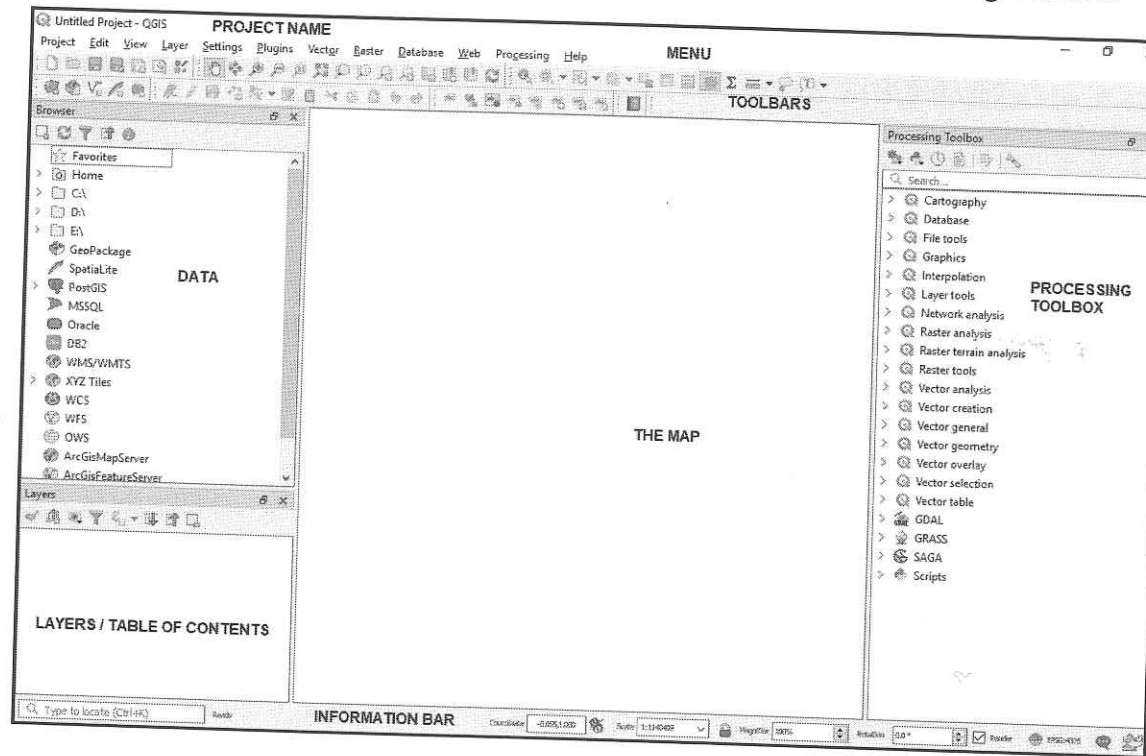 Untitled Project - QGIS
PROJECT NAME
Project Edit View Layer Settings Plugins Vector Raster Database Web Processing Help
MENU
TOOLBARS
Browser
Favorites
Home
C:\
D:\
E:\
GeoPackage
SpatiaLite
PostGIS
MSSQL
Oracle
DB2
WMS/WMTS
XYZ Tiles
WCS
WFS
OWS
ArcGisMapServer
ArcGisFeatureServer
DATA
Layers
LAYERS / TABLE OF CONTENTS
THE MAP
Processing Toolbox
Search...
Cartography
Database
File tools
Graphics
Interpolation
Layer tools
Network analysis
Raster analysis
Raster terrain analysis
Raster tools
Vector analysis
Vector creation
Vector general
Vector geometry
Vector overlay
Vector selection
Vector table
GDAL
GRASS
SAGA
Scripts
PROCESSING
TOOLBOX
Type to locate (Ctrl+K)
Ready
INFORMATION BAR
Coordinate
Scale
Magnifier 100%
Rotation 0.0 °
Render